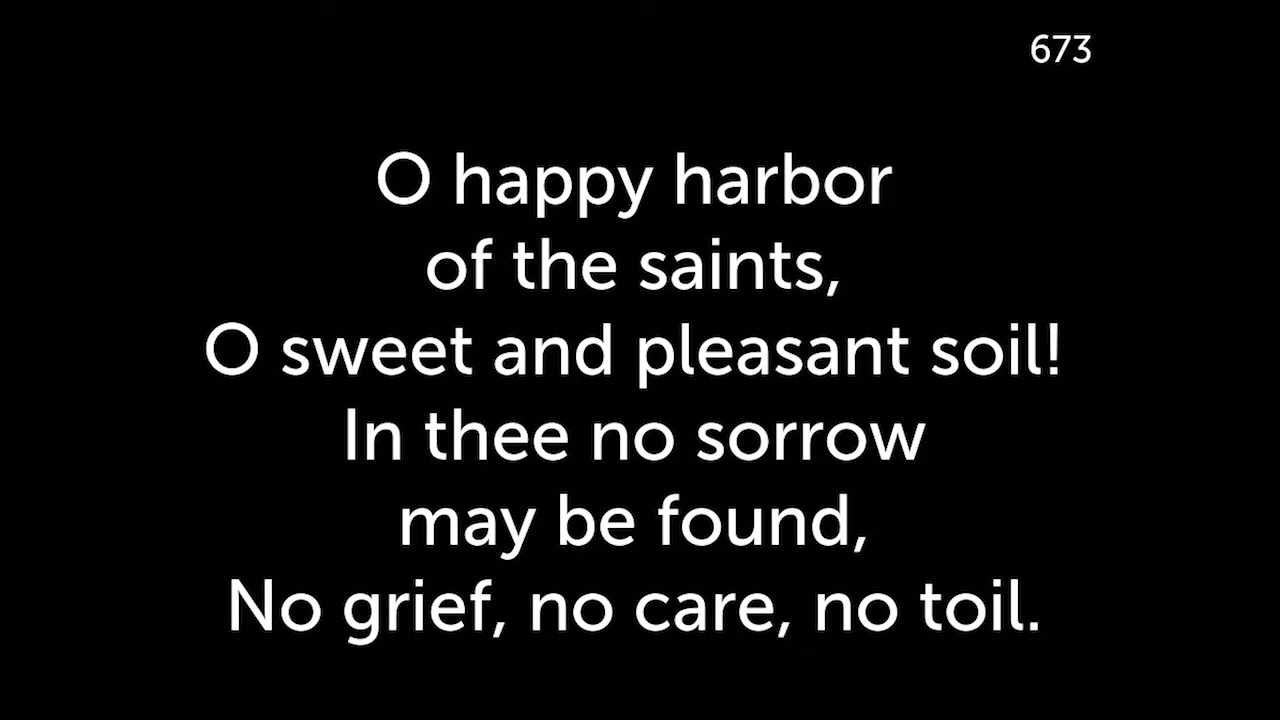 673
O happy harbor
of the saints,
O sweet and pleasant soil!
In thee no sorrow
may be found,
No grief, no care, no toil.